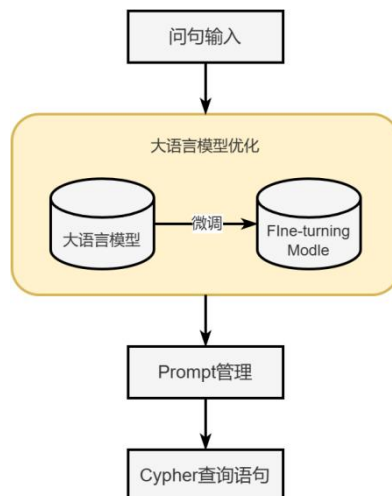 问句输入
大语言模型优化
大语言模型
微调
FIne-turning
Modle
Prompt管理
Cypher查询语句